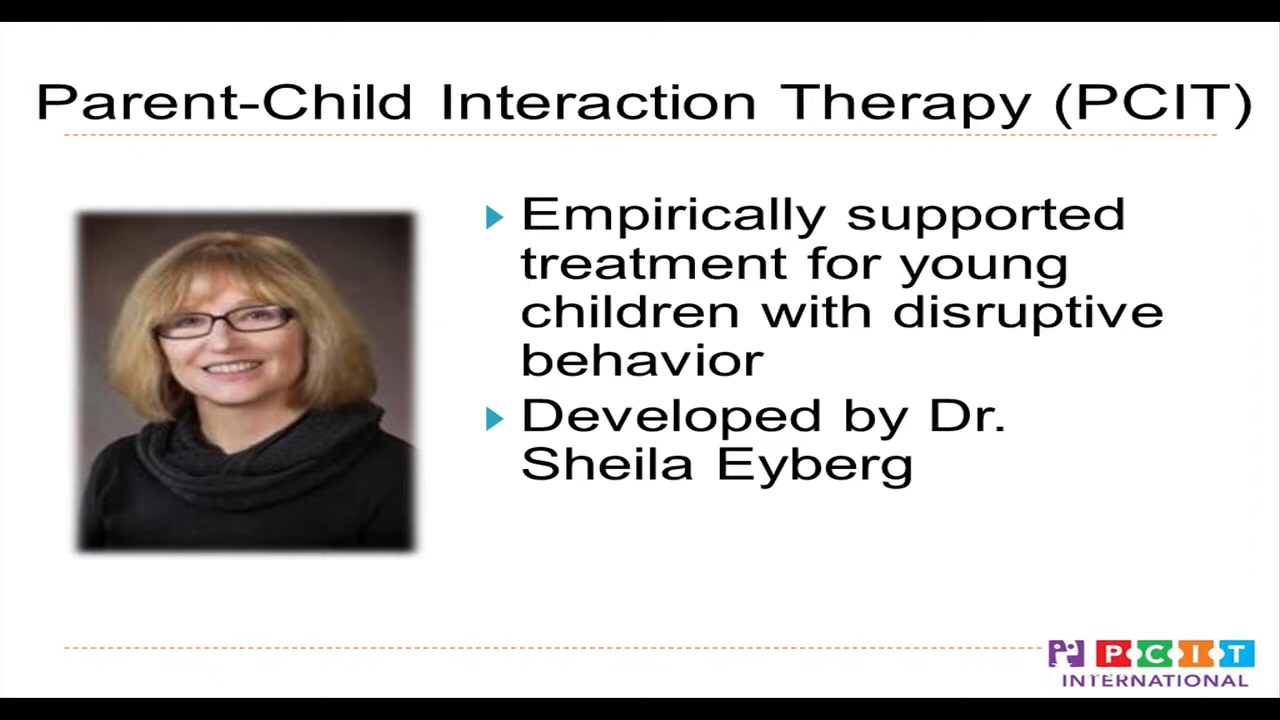 Parent-Child Interaction Therapy (PCIT)
Empirically supported
treatment for young
children with disruptive
behavior
Developed by Dr.
Sheila Eyberg
PCIT
INTERNATIONAL